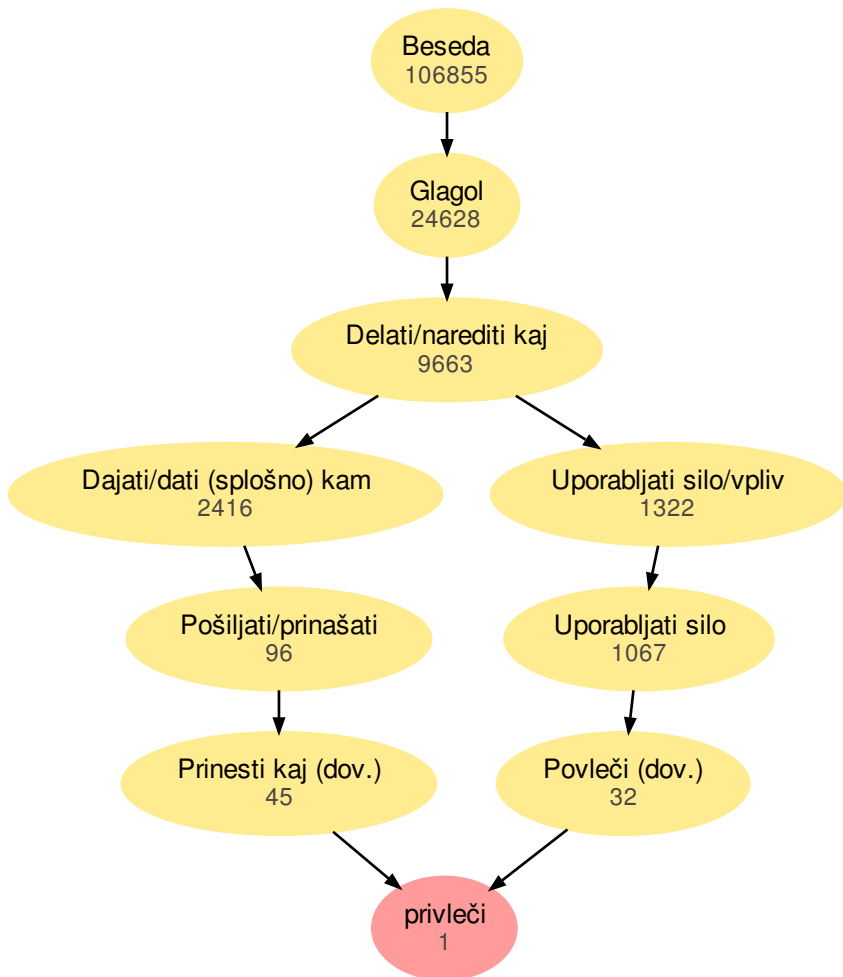 Beseda
106855
Glagol
24628
Delati/narediti kaj
9663
Dajati/dati (splošno) kam
2416
Uporabljati silo/vpliv
1322
Pošiljati/prinašati
96
Uporabljati silo
1067
Prinesti kaj (dov.)
45
Povleči (dov.)
32
privleči
1